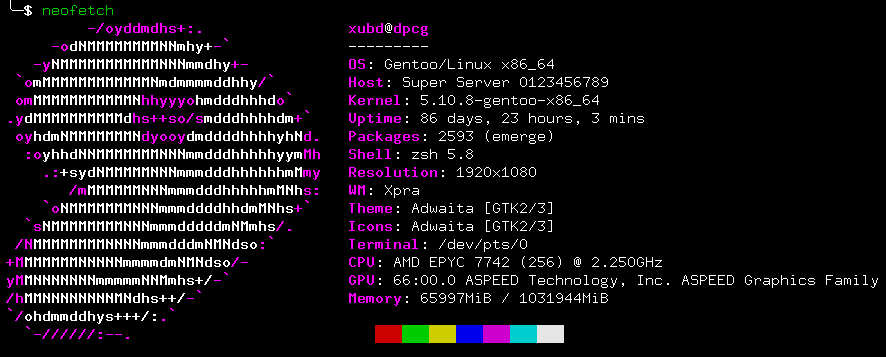 └─$ neofetch
-/oyddmdhs+:.
-odNMMMMMMMMNNmhy+-`
-yNMMMMMMMMMMMNNNmmdhy+-
`omMMMMMMMMMMMMNmdmmmmddhhy/`
omMMMMMMMMMMMNhhyyyohmdddhhhdo`
.ydMMMMMMMMMMdhs++so/smdddhhhhdm+`
oyhdmNMMMMMMMNdyooydmddddhhhhyhNd.
:oyhhdNNMMMMMMMNNNmmdddhhhhhyymMh
.:+sydNMMMMMNNNmmmdddhhhhhhmMmy
/mMMMMMMNNNmmmdddhhhhhmMNhs:
`oNMMMMMMMNNNmmmddddhhdmMNhs+`
`sNMMMMMMMMNNNmmmdddddmNMmhs/.
/NMMMMMMMMNNNNmmmdddmNMNdso:`
+MMMMMMMNNNNNmmmmdmNMNdso/-
yMMNNNNNNNmmmmmNNMmhs+/-`
/hMMNNNNNNNNMNdhs++/-`
`/ohdmmddhys+++/:.`
`-//////:--.
xubd@dpcg
---------
OS: Gentoo/Linux x86_64
Host: Super Server 0123456789
Kernel: 5.10.8-gentoo-x86_64
Uptime: 86 days, 23 hours, 3 mins
Packages: 2593 (emerge)
Shell: zsh 5.8
Resolution: 1920x1080
WM: Xpra
Theme: Adwaita [GTK2/3]
Icons: Adwaita [GTK2/3]
Terminal: /dev/pts/0
CPU: AMD EPYC 7742 (256) @ 2.250GHz
GPU: 66:00.0 ASPEED Technology, Inc. ASPEED Graphics Family
Memory: 65997MiB / 1031944MiB